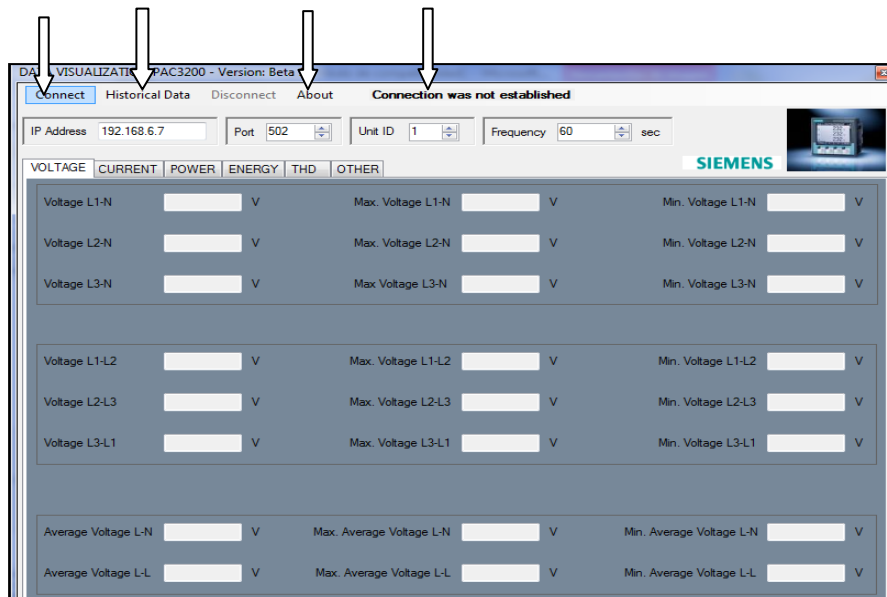 DATA VISUALIZATION PAC3200 - Version: Beta
Connect Historical Data Disconnect About Connection was not established
IP Address 192.168.6.7 Port 502 Unit ID 1 Frequency 60 sec
SIEMENS
VOLTAGE CURRENT POWER ENERGY THD OTHER
Voltage L1-N V Max. Voltage L1-N V Min. Voltage L1-N V
Voltage L2-N V Max. Voltage L2-N V Min. Voltage L2-N V
Voltage L3-N V Max Voltage L3-N V Min. Voltage L3-N V
Voltage L1-L2 V Max. Voltage L1-L2 V Min. Voltage L1-L2 V
Voltage L2-L3 V Max. Voltage L2-L3 V Min. Voltage L2-L3 V
Voltage L3-L1 V Max. Voltage L3-L1 V Min. Voltage L3-L1 V
Average Voltage L-N V Max. Average Voltage L-N V Min. Average Voltage L-N V
Average Voltage L-L V Max. Average Voltage L-L V Min. Average Voltage L-L V